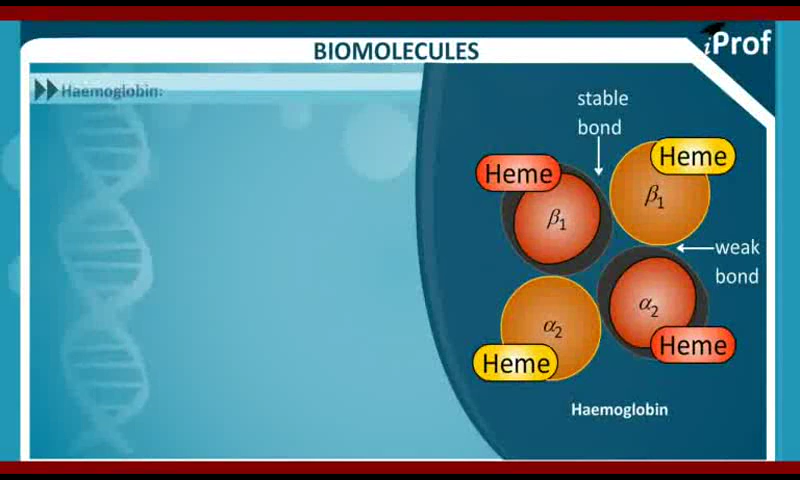 BIOMOLECULES
iProf
Haemoglobin:
stable
bond
Heme
Heme
β1
β1
weak
bond
α2
α2
Heme
Heme
Haemoglobin